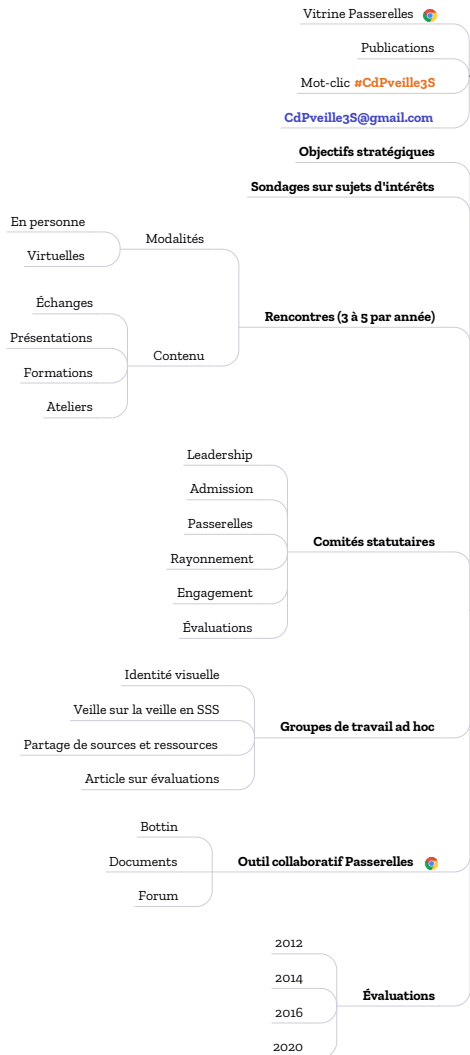 Vitrine Passerelles
Publications
Mot-clic #CdPveille3S
CdPveille3S@gmail.com
Objectifs stratégiques
Sondages sur sujets d'intérêts
En personne
Virtuelles
Modalités
Échanges
Présentations
Formations
Ateliers
Contenu
Rencontres (3 à 5 par année)
Leadership
Admission
Passerelles
Rayonnement
Engagement
Évaluations
Comités statutaires
Identité visuelle
Veille sur la veille en SSS
Partage de sources et ressources
Article sur évaluations
Groupes de travail ad hoc
Bottin
Documents
Forum
Outil collaboratif Passerelles
2012
2014
2016
2020
Évaluations